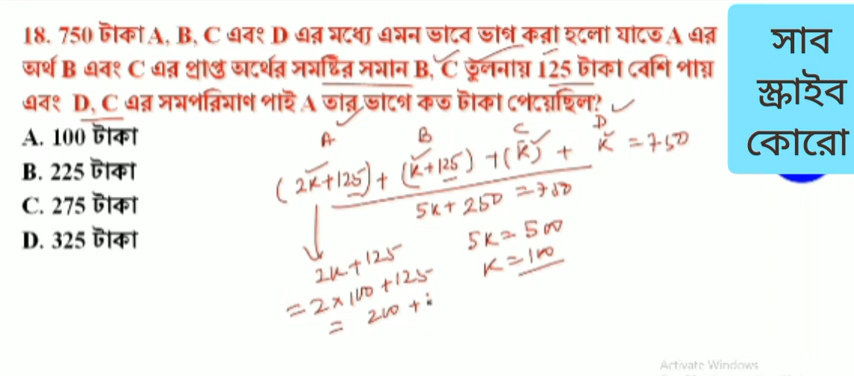 18. 750 টাকা A, B, C এবং D এর মধ্যে এমন ভাবে ভাগ করা হলো যাতে A এর
অর্থ B এবং C এর প্রাপ্ত অর্থের সমষ্টির সমান B, C তুলনায় 125 টাকা বেশি পায়
এবং D, C এর সমপরিমাণ পাই A তার ভাগে কত টাকা পেয়েছিল?
A. 100 টাকা
B. 225 টাকা
C. 275 টাকা
D. 325 টাকা
সাব
স্ক্রাইব
কোরো
A B C D
(2K+125) + (K+125) + (K) + K = 750
5K + 250 = 750
5K = 500
K = 100
2K + 125
= 2 × 100 + 125
= 200 +
Activate Windows